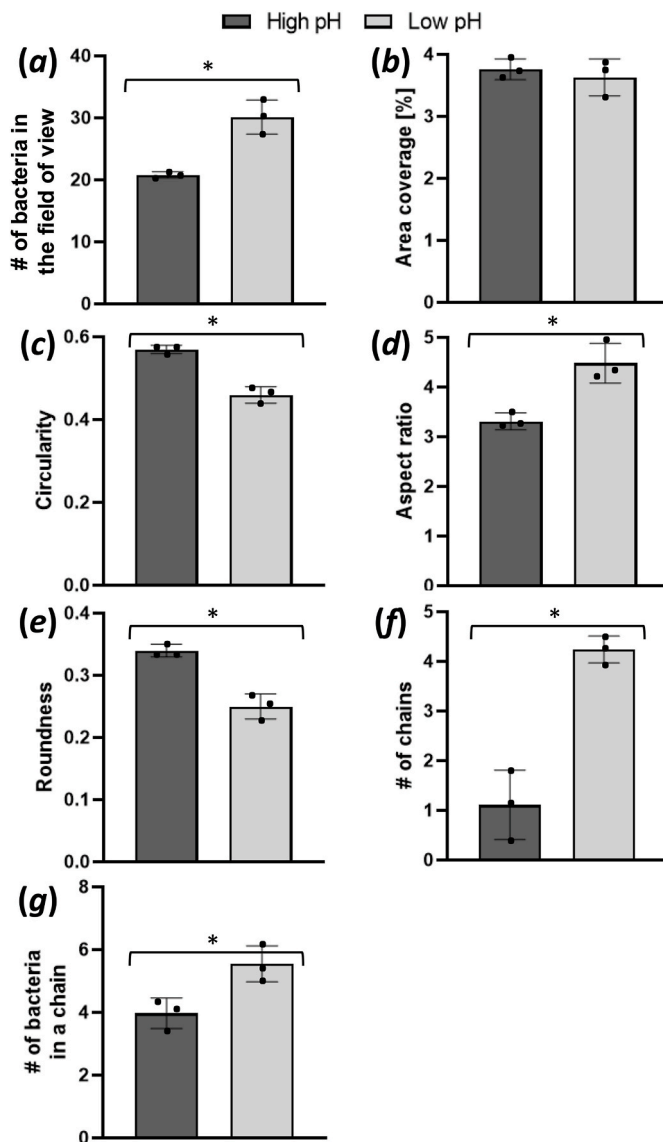 High pH Low pH
(a)
*
# of bacteria in
the field of view
40
30
20
10
0
(b)
Area coverage [%]
6
4
2
0
(c)
*
Circularity
0.6
0.4
0.2
0.0
(d)
*
Aspect ratio
5
4
3
2
1
0
(e)
*
Roundness
0.4
0.3
0.2
0.1
0.0
(f)
*
# of chains
5
4
3
2
1
0
(g)
*
# of bacteria
in a chain
8
6
4
2
0